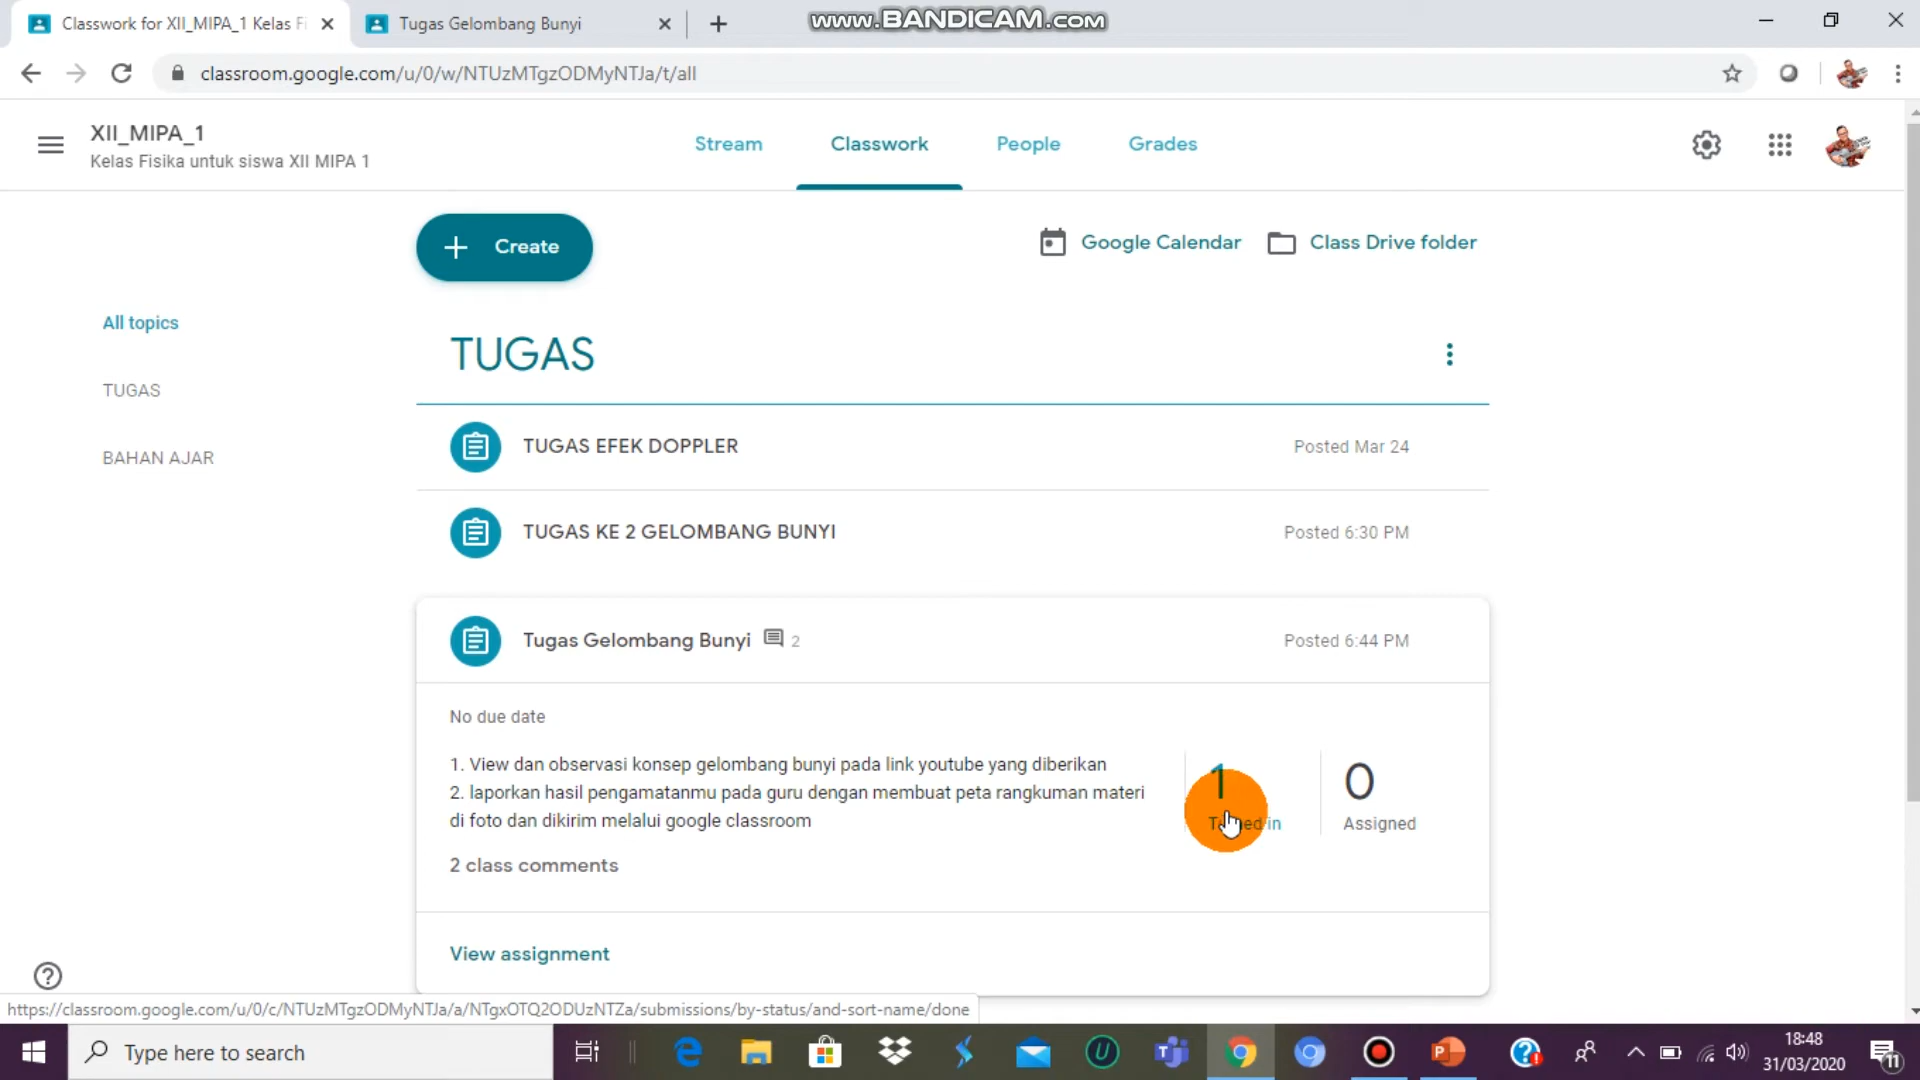 Classwork for XII_MIPA_1 Kelas Fi
Tugas Gelombang Bunyi
www.BANDICAM.com
classroom.google.com/u/0/w/NTUzMTgzODMyNTJa/t/all
XII_MIPA_1
Kelas Fisika untuk siswa XII MIPA 1
Stream
Classwork
People
Grades
Create
Google Calendar
Class Drive folder
All topics
TUGAS
BAHAN AJAR
TUGAS
TUGAS EFEK DOPPLER
Posted Mar 24
TUGAS KE 2 GELOMBANG BUNYI
Posted 6:30 PM
Tugas Gelombang Bunyi 2
Posted 6:44 PM
No due date
1. View dan observasi konsep gelombang bunyi pada link youtube yang diberikan
2. laporkan hasil pengamatanmu pada guru dengan membuat peta rangkuman materi
di foto dan dikirim melalui google classroom
1
Turned in
0
Assigned
2 class comments
View assignment
https://classroom.google.com/u/0/c/NTUzMTgzODMyNTJa/a/NTgxOTQ2ODUzNTZa/submissions/by-status/and-sort-name/done
Type here to search
18:48
31/03/2020
11